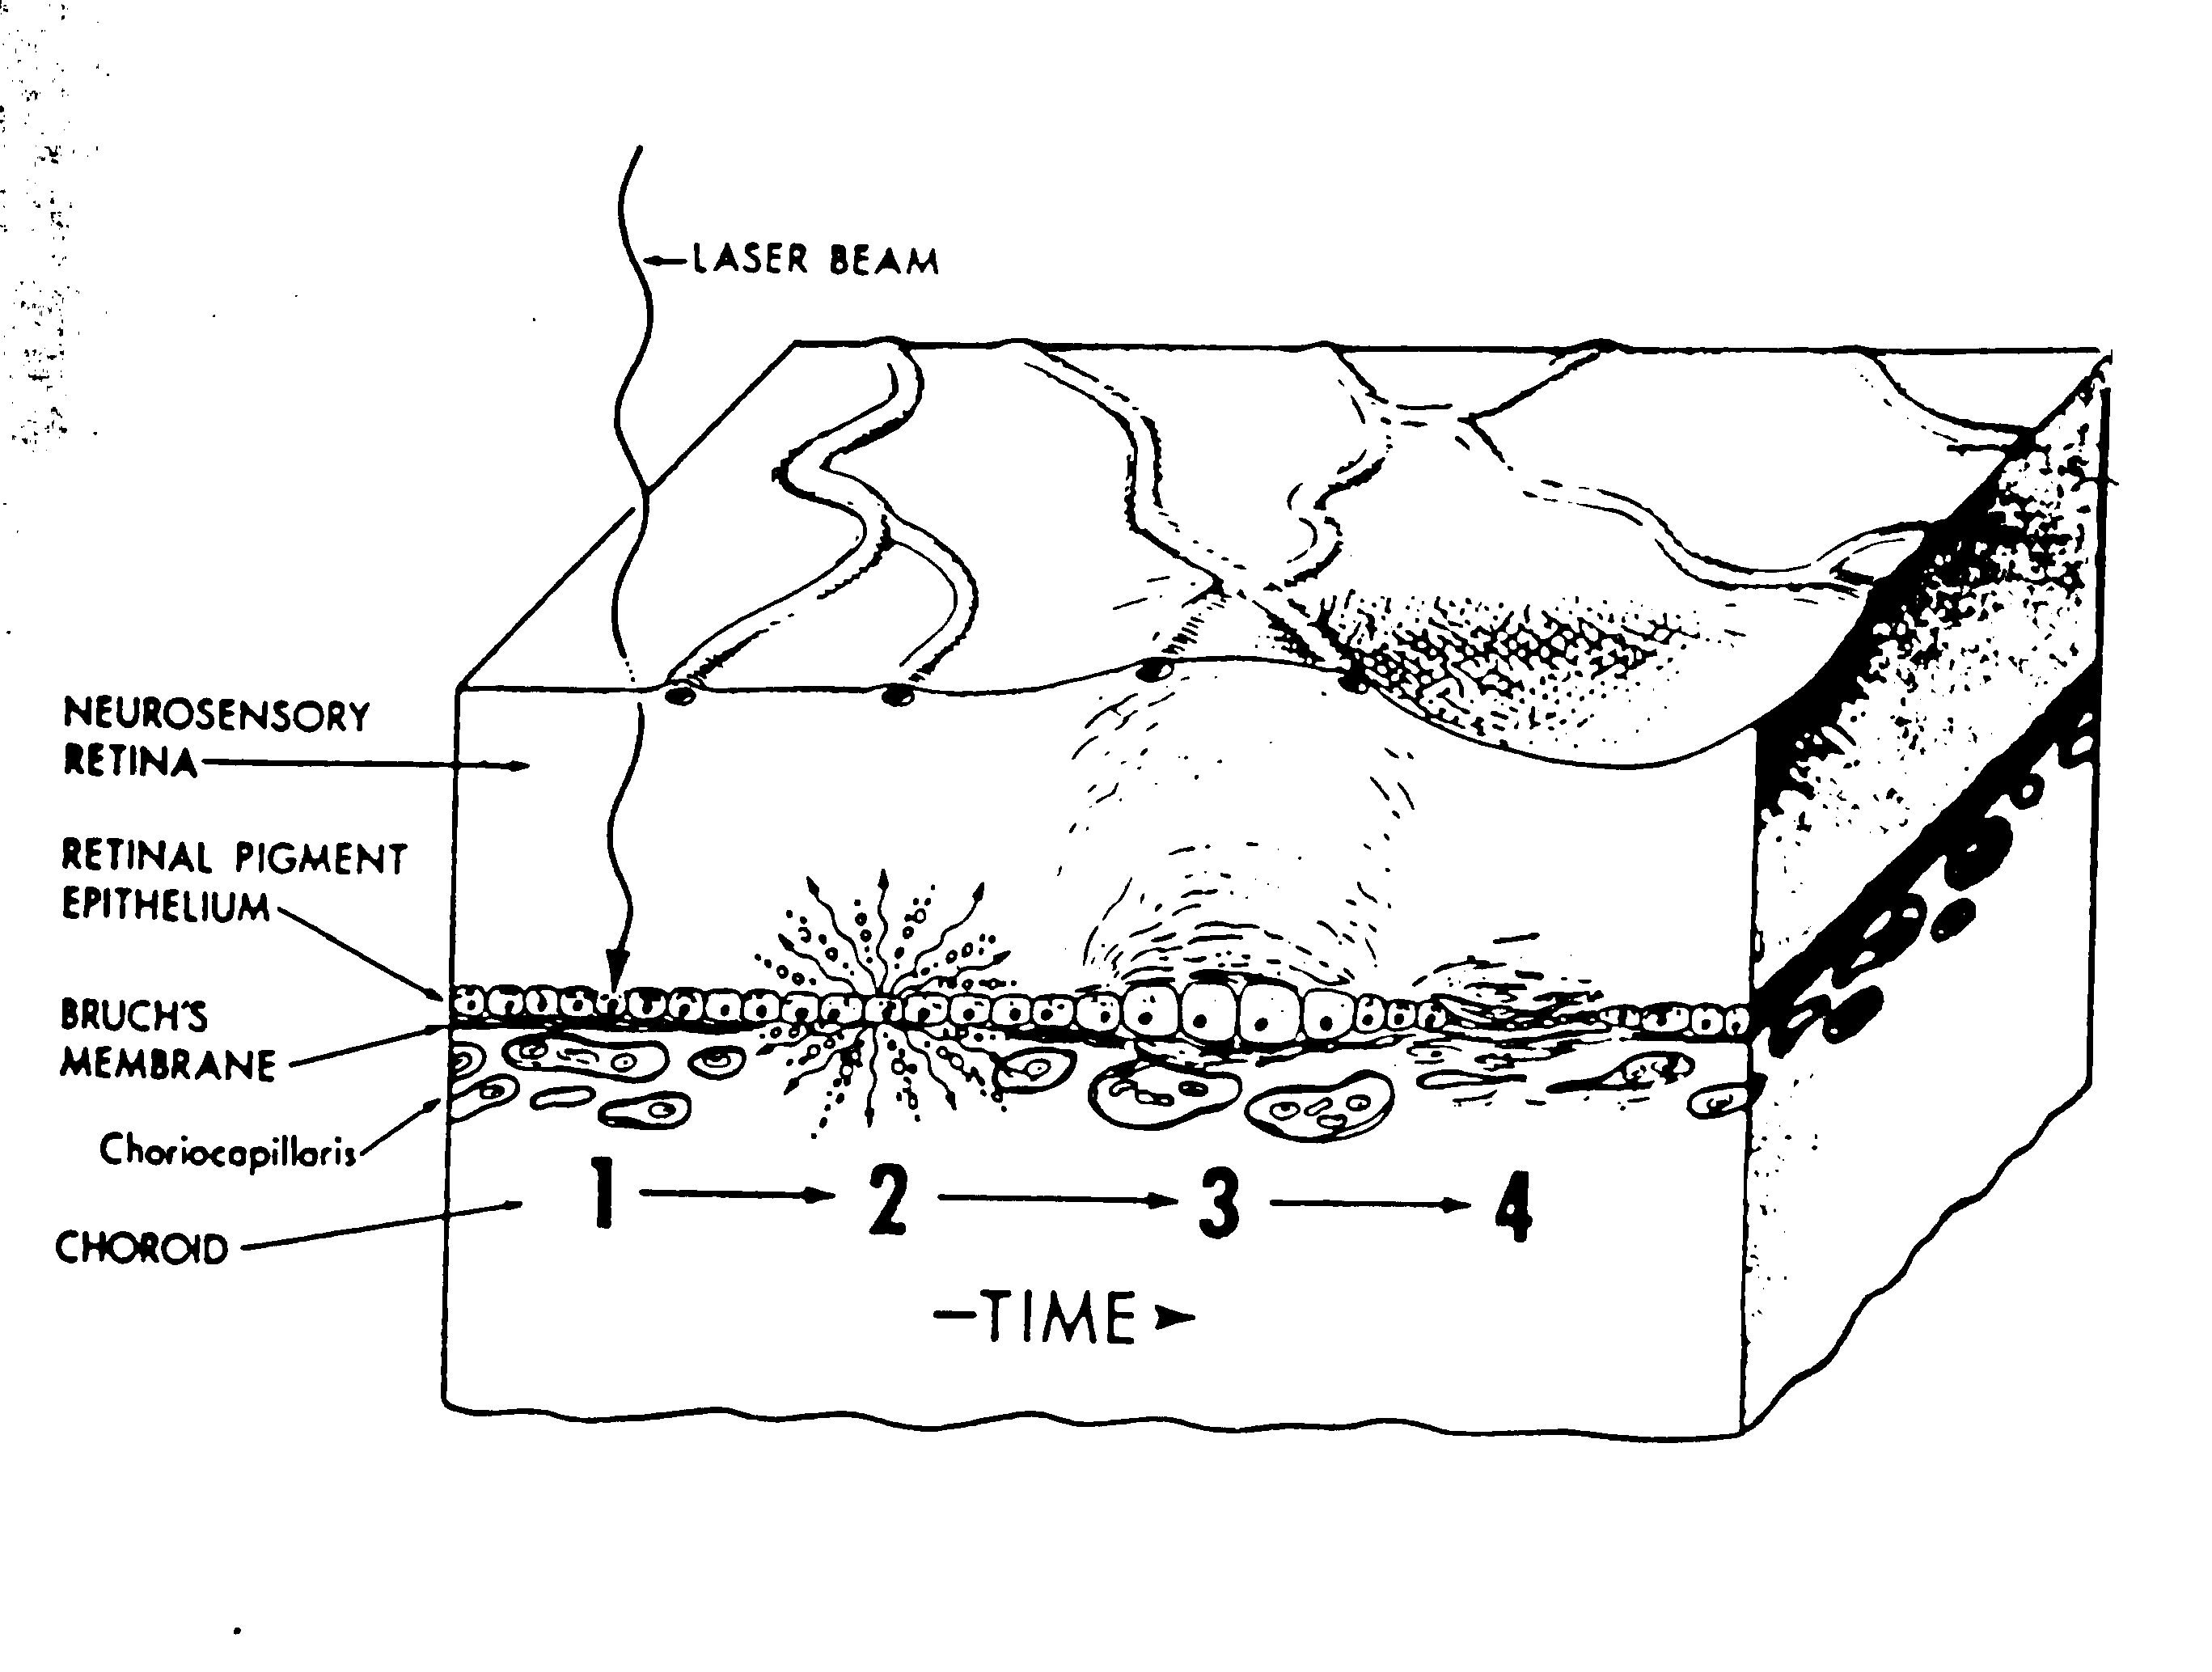 LASER BEAM
NEUROSENSORY
RETINA
RETINAL PIGMENT
EPITHELIUM
BRUCH'S
MEMBRANE
Choriocapillaris
CHOROID
1 2 3 4
TIME